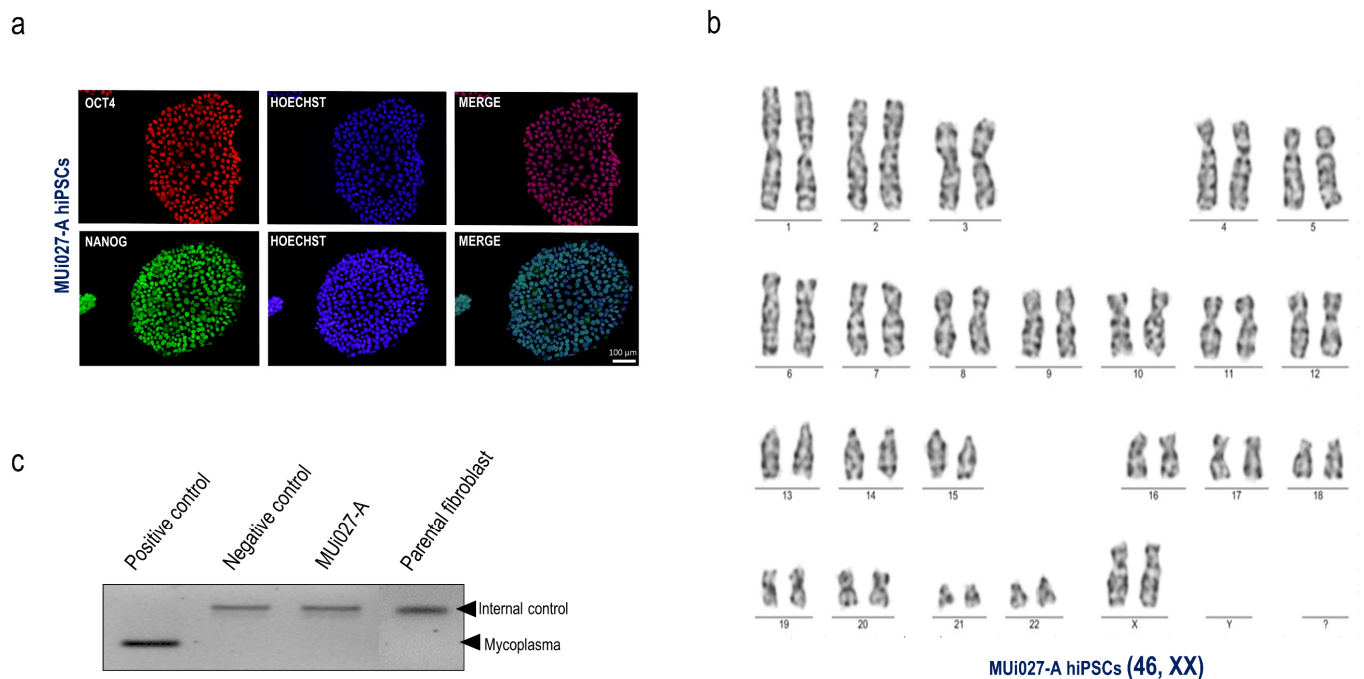 a
MUi027-A hiPSCs
OCT4
HOECHST
MERGE
NANOG
HOECHST
MERGE
100 µm
b
1
2
3
4
5
6
7
8
9
10
11
12
13
14
15
16
17
18
19
20
21
22
X
Y
?
MUi027-A hiPSCs (46, XX)
c
Positive control
Negative control
MUi027-A
Parental fibroblast
Internal control
Mycoplasma